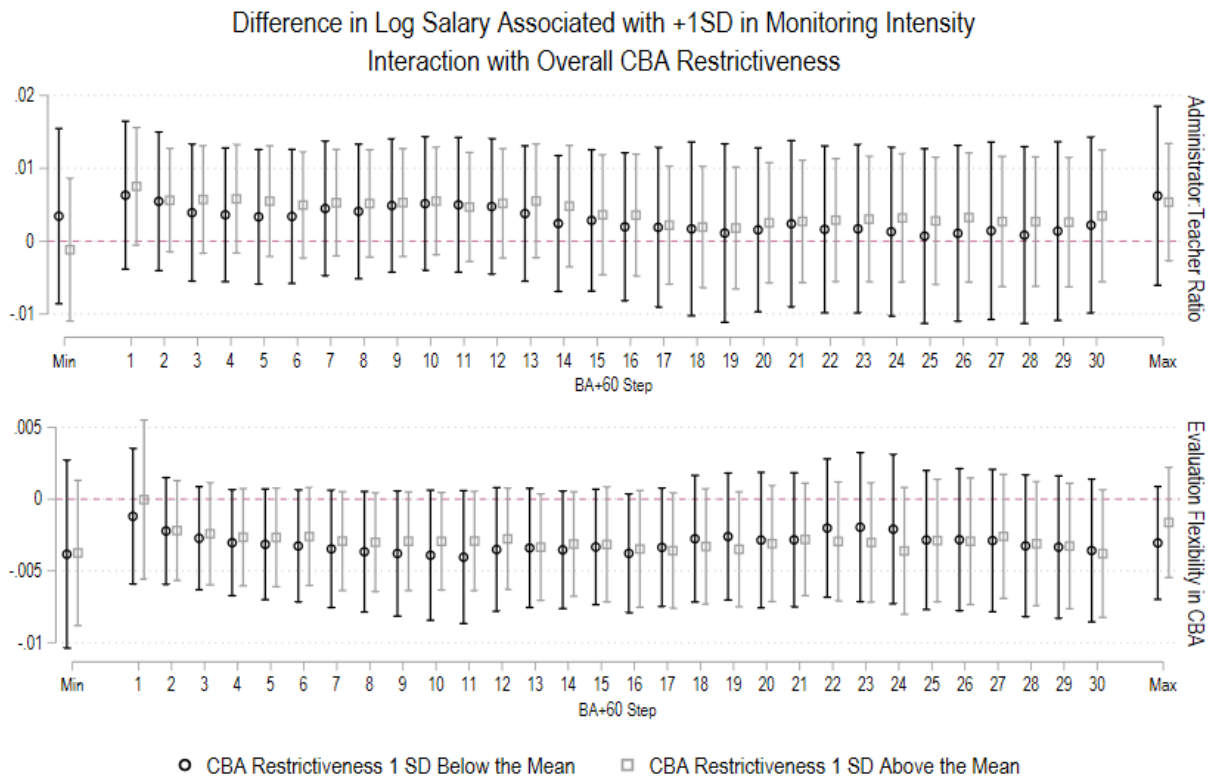 Difference in Log Salary Associated with +1SD in Monitoring Intensity
Interaction with Overall CBA Restrictiveness
.02
.01
0
-.01
Administrator:Teacher Ratio
Min 1 2 3 4 5 6 7 8 9 10 11 12 13 14 15 16 17 18 19 20 21 22 23 24 25 26 27 28 29 30 Max
BA+60 Step
.005
0
-.005
-.01
Evaluation Flexibility in CBA
Min 1 2 3 4 5 6 7 8 9 10 11 12 13 14 15 16 17 18 19 20 21 22 23 24 25 26 27 28 29 30 Max
BA+60 Step
CBA Restrictiveness 1 SD Below the Mean CBA Restrictiveness 1 SD Above the Mean